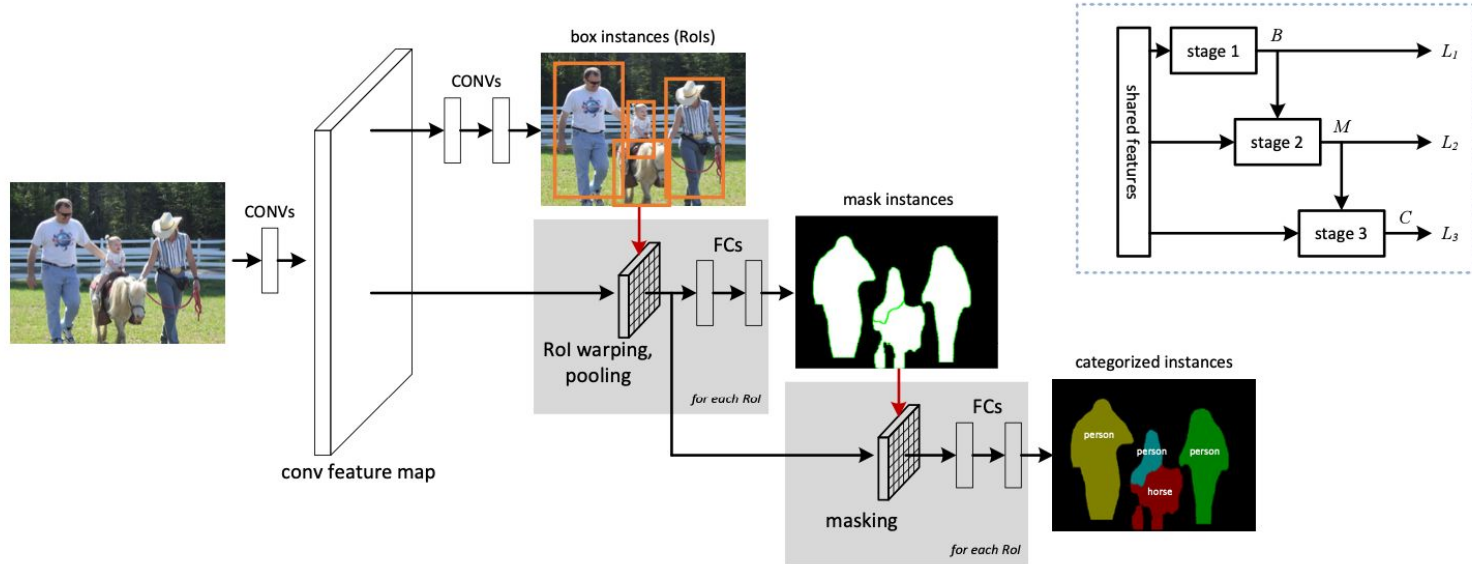 box instances (RoIs)
CONVs
CONVs
conv feature map
FCs
RoI warping,
pooling
for each RoI
mask instances
FCs
masking
for each RoI
categorized instances
person
person
person
horse
shared features
stage 1
B
L1
stage 2
M
L2
stage 3
C
L3